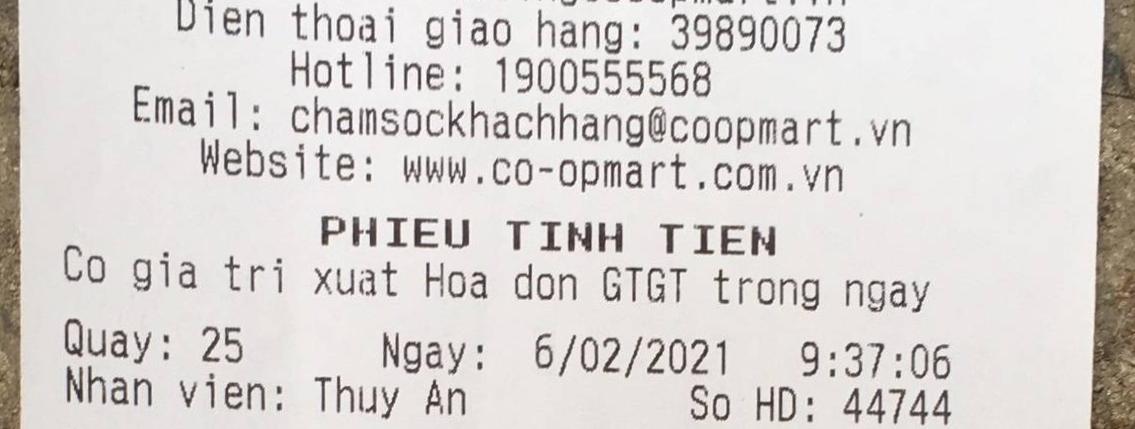 Dien thoai giao hang: 39890073
Hotline: 1900555568
Email: chamsockhachhang@coopmart.vn
Website: www.co-opmart.com.vn
PHIEU TINH TIEN
Co gia tri xuat Hoa don GTGT trong ngay
Quay: 25 Ngay: 6/02/2021 9:37:06
Nhan vien: Thuy An So HD: 44744